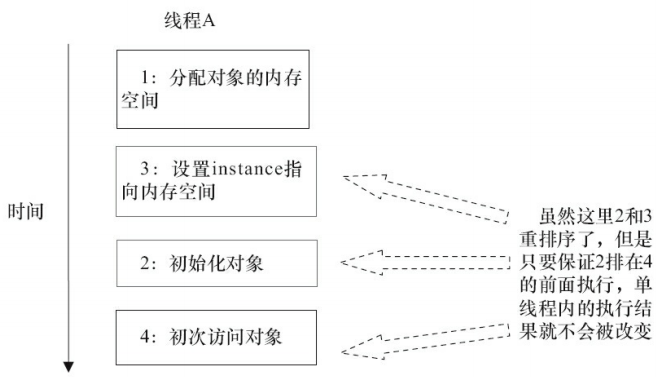 线程A
1：分配对象的内存
空间
3：设置instance指
向内存空间
时间
2：初始化对象
4：初次访问对象
虽然这里2和3
重排序了，但是
只要保证2排在4
的前面执行，单
线程内的执行结
果就不会被改变